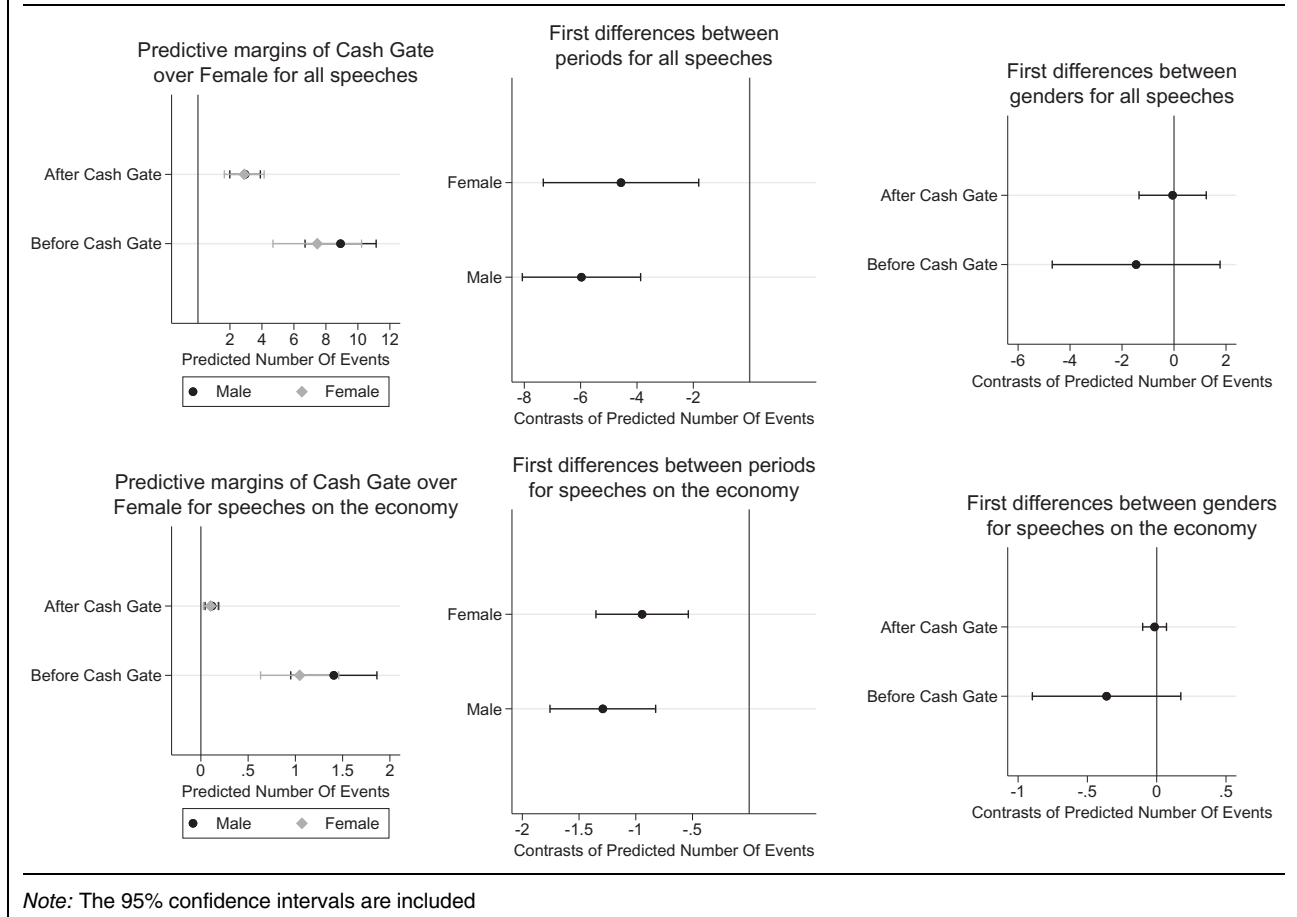 Predictive margins of Cash Gate
over Female for all speeches
After Cash Gate
Before Cash Gate
2 4 6 8 10 12
Predicted Number Of Events
Male Female
First differences between
periods for all speeches
Female
Male
-8 -6 -4 -2
Contrasts of Predicted Number Of Events
First differences between
genders for all speeches
After Cash Gate
Before Cash Gate
-6 -4 -2 0 2
Contrasts of Predicted Number Of Events
Predictive margins of Cash Gate over
Female for speeches on the economy
After Cash Gate
Before Cash Gate
0 .5 1 1.5 2
Predicted Number Of Events
Male Female
First differences between periods
for speeches on the economy
Female
Male
-2 -1.5 -1 -.5
Contrasts of Predicted Number Of Events
First differences between genders
for speeches on the economy
After Cash Gate
Before Cash Gate
-1 -.5 0 .5
Contrasts of Predicted Number Of Events
Note: The 95% confidence intervals are included